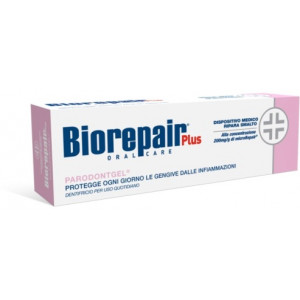 Biorepair Plus
ORAL CARE
DISPOSITIVO MEDICO
RIPARA SMALTO
Alta concentrazione
PARODONTGEL®
PROTEGGE OGNI GIORNO LE GENGIVE DALLE INFIAMMAZIONI
DENTIFRICIO PER USO QUOTIDIANO